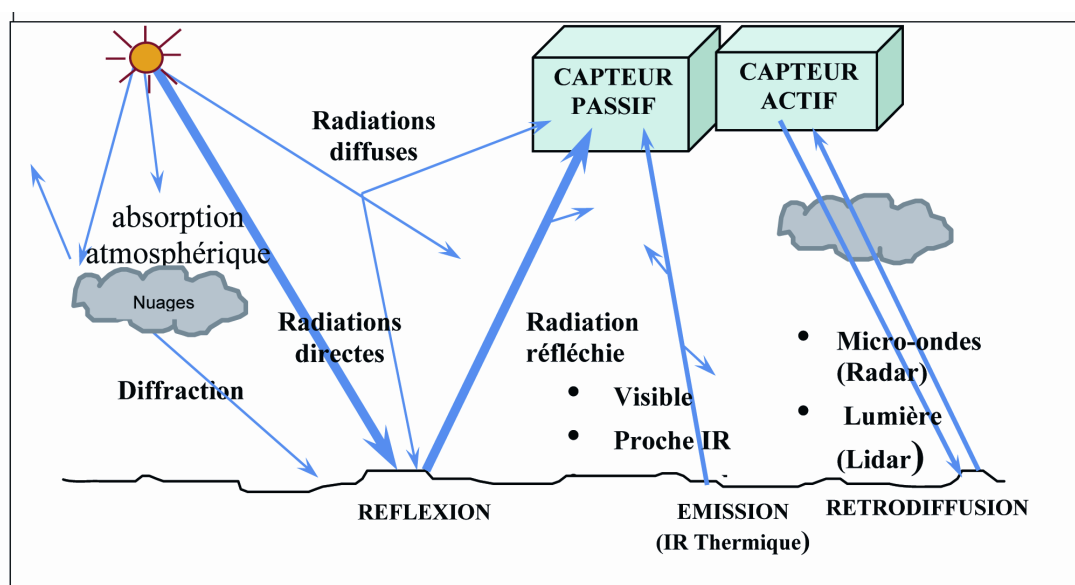 CAPTEUR
PASSIF
CAPTEUR
ACTIF
Radiations
diffuses
absorption
atmosphérique
Nuages
Radiations
directes
Radiation
réfléchie
• Visible
• Proche IR
• Micro-ondes
(Radar)
• Lumière
(Lidar)
Diffraction
REFLEXION
EMISSION
(IR Thermique)
RETRODIFFUSION